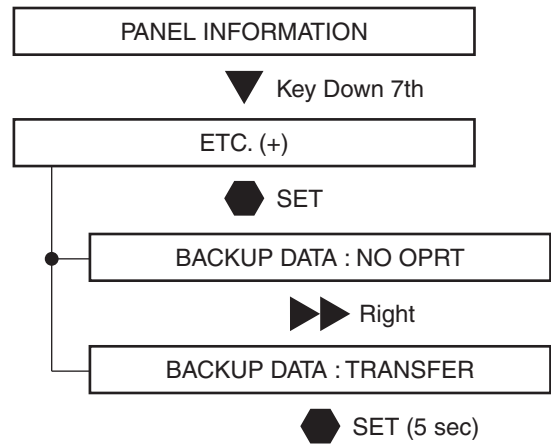 PANEL INFORMATION
Key Down 7th
ETC. (+)
SET
BACKUP DATA : NO OPRT
Right
BACKUP DATA : TRANSFER
SET (5 sec)